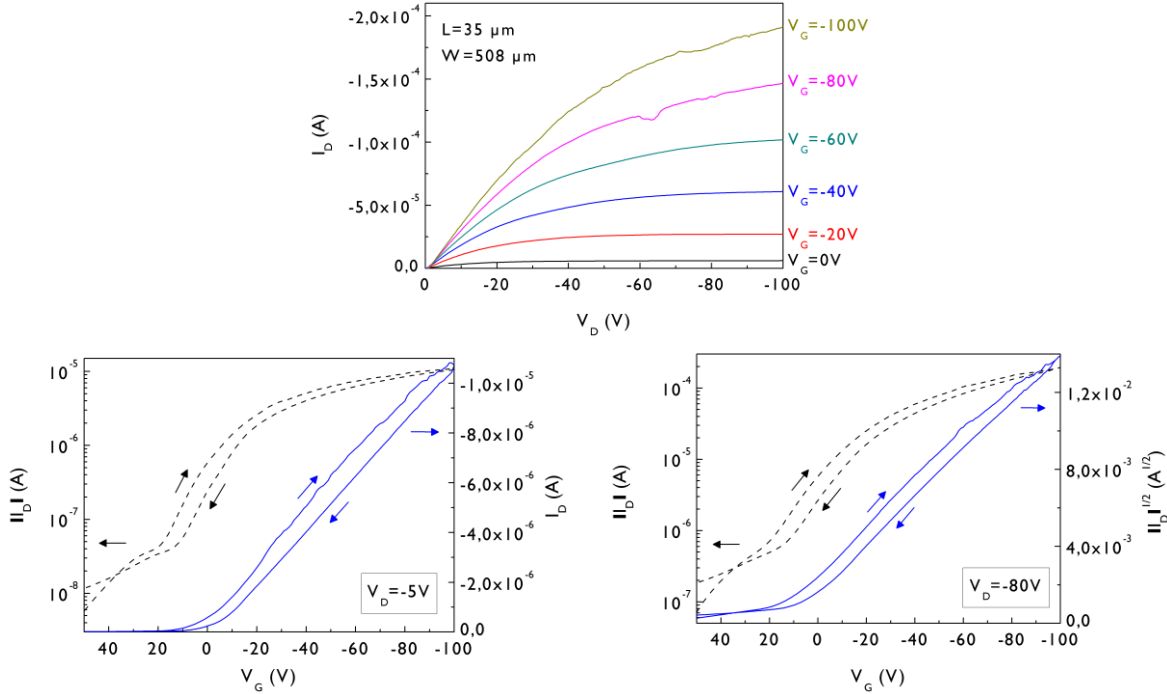 -2,0x10⁻⁴
-1,5x10⁻⁴
-1,0x10⁻⁴
-5,0x10⁻⁵
0,0
I_D (A)
L=35 µm
W=508 µm
V_G=-100V
V_G=-80V
V_G=-60V
V_G=-40V
V_G=-20V
V_G=0V
0 -20 -40 -60 -80 -100
V_D (V)
10⁻⁵
10⁻⁶
10⁻⁷
10⁻⁸
|I_D| (A)
-1,0x10⁻⁵
-8,0x10⁻⁶
-6,0x10⁻⁶
-4,0x10⁻⁶
-2,0x10⁻⁶
0,0
I_D (A)
V_D=-5V
40 20 0 -20 -40 -60 -80 -100
V_G (V)
10⁻⁴
10⁻⁵
10⁻⁶
10⁻⁷
|I_D| (A)
1,2x10⁻²
8,0x10⁻³
4,0x10⁻³
0,0
|I_D|^1/2 (A^1/2)
V_D=-80V
40 20 0 -20 -40 -60 -80 -100
V_G (V)